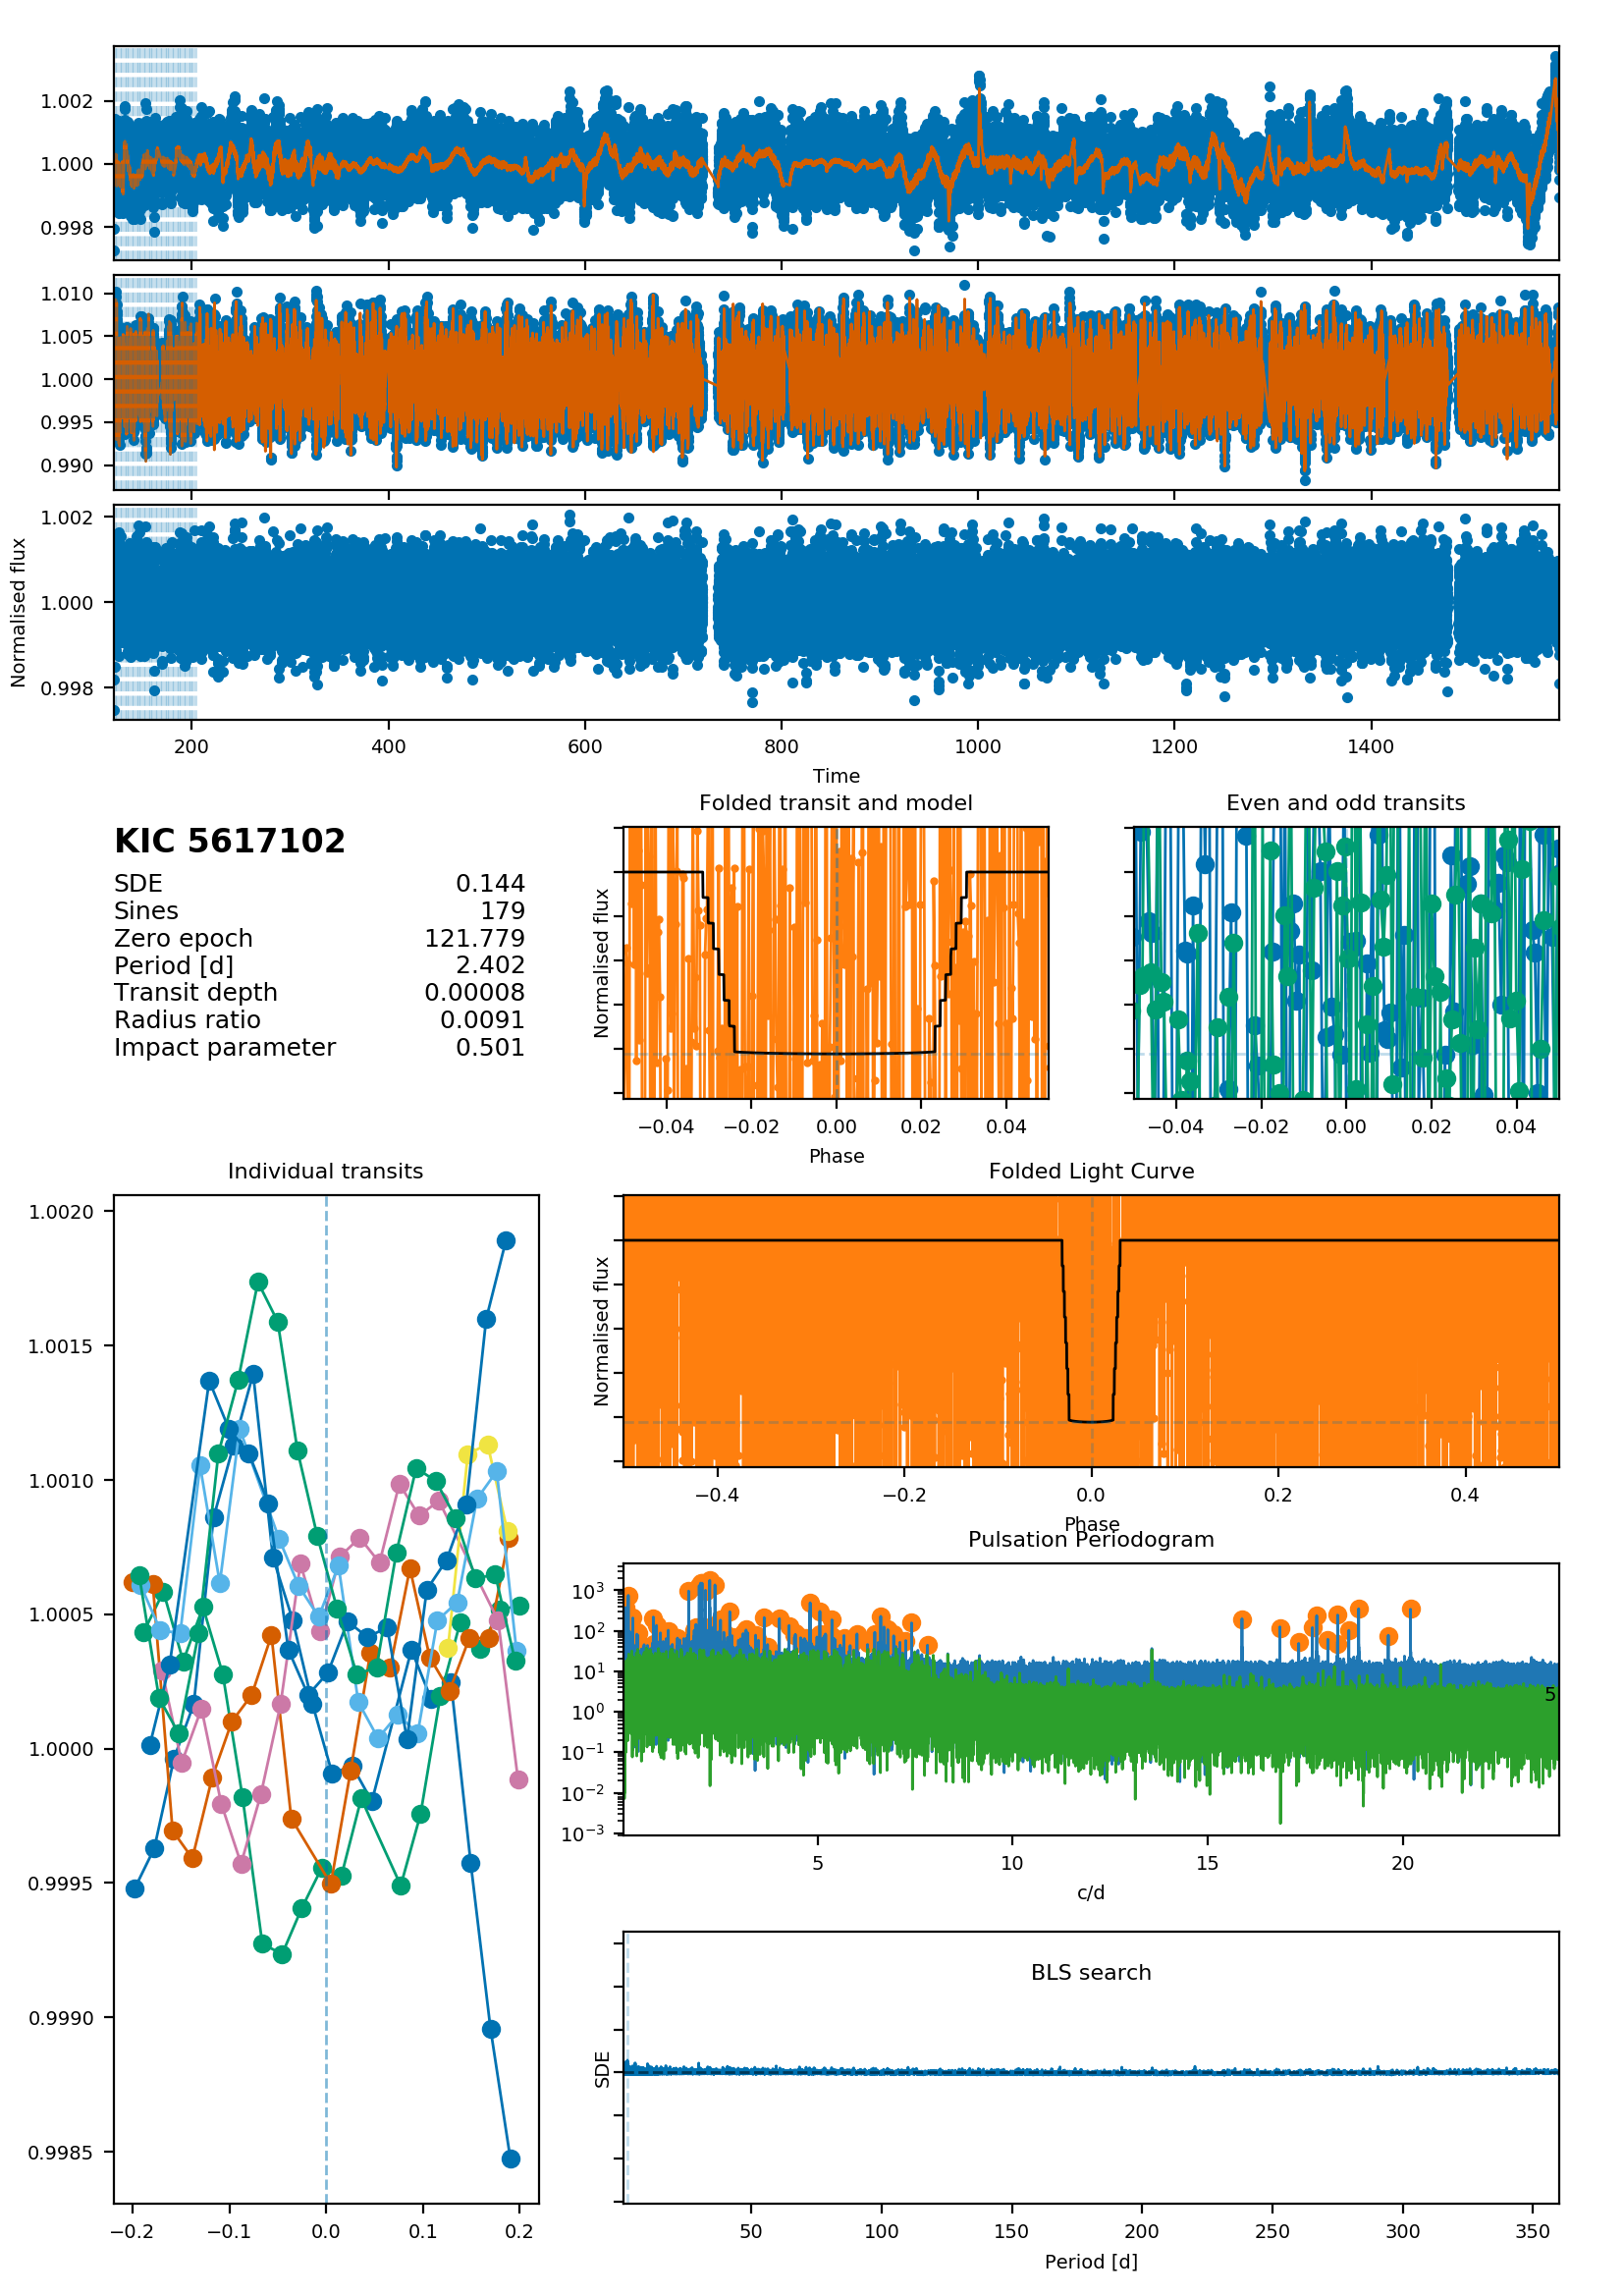 1.002
1.000
0.998
1.010
1.005
1.000
0.995
0.990
1.002
1.000
0.998
Normalised flux
200 400 600 800 1000 1200 1400
Time
KIC 5617102
SDE 0.144
Sines 179
Zero epoch 121.779
Period [d] 2.402
Transit depth 0.00008
Radius ratio 0.0091
Impact parameter 0.501
Folded transit and model
Normalised flux
−0.04 −0.02 0.00 0.02 0.04
Phase
Even and odd transits
−0.04 −0.02 0.00 0.02 0.04
Individual transits
1.0020
1.0015
1.0010
1.0005
1.0000
0.9995
0.9990
0.9985
−0.2 −0.1 0.0 0.1 0.2
Folded Light Curve
Normalised flux
−0.4 −0.2 0.0 0.2 0.4
Phase
Pulsation Periodogram
10³
10²
10¹
10⁰
10⁻¹
10⁻²
10⁻³
5
5 10 15 20
c/d
BLS search
SDE
50 100 150 200 250 300 350
Period [d]